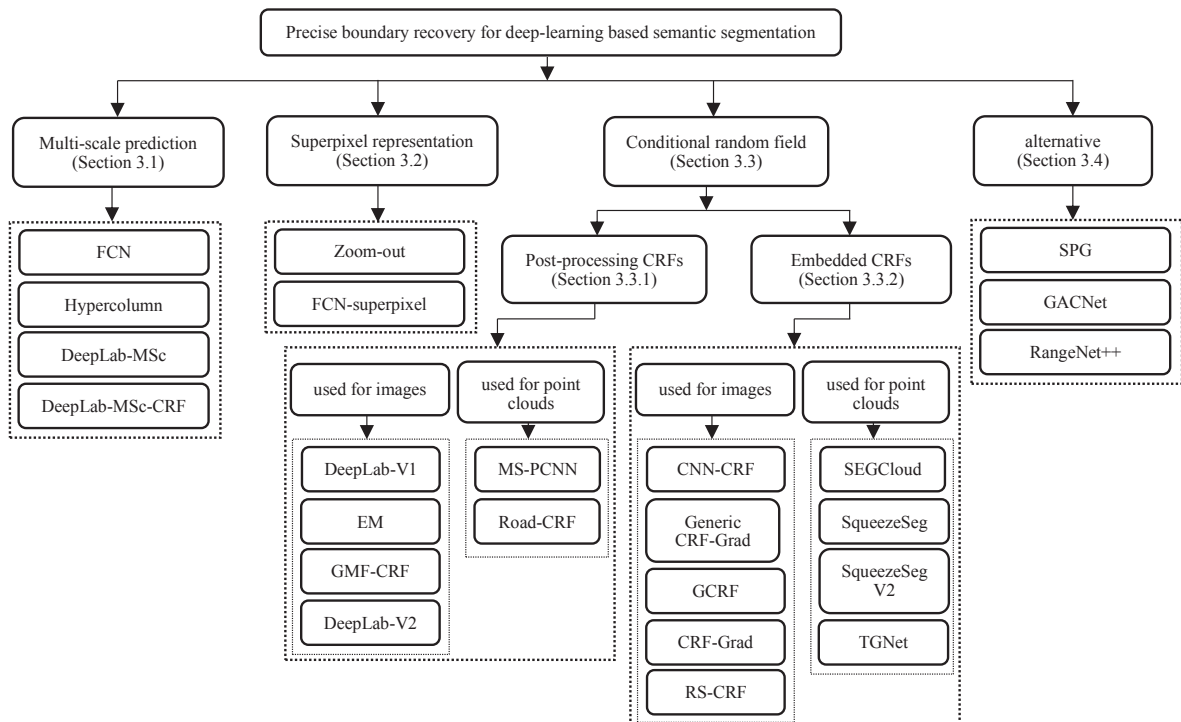 Precise boundary recovery for deep-learning based semantic segmentation
Multi-scale prediction
(Section 3.1)
Superpixel representation
(Section 3.2)
Conditional random field
(Section 3.3)
alternative
(Section 3.4)
FCN
Hypercolumn
DeepLab-MSc
DeepLab-MSc-CRF
Zoom-out
FCN-superpixel
Post-processing CRFs
(Section 3.3.1)
Embedded CRFs
(Section 3.3.2)
SPG
GACNet
RangeNet++
used for images
used for point
clouds
used for images
used for point
clouds
DeepLab-V1
EM
GMF-CRF
DeepLab-V2
MS-PCNN
Road-CRF
CNN-CRF
Generic
CRF-Grad
GCRF
CRF-Grad
RS-CRF
SEGCloud
SqueezeSeg
SqueezeSeg
V2
TGNet